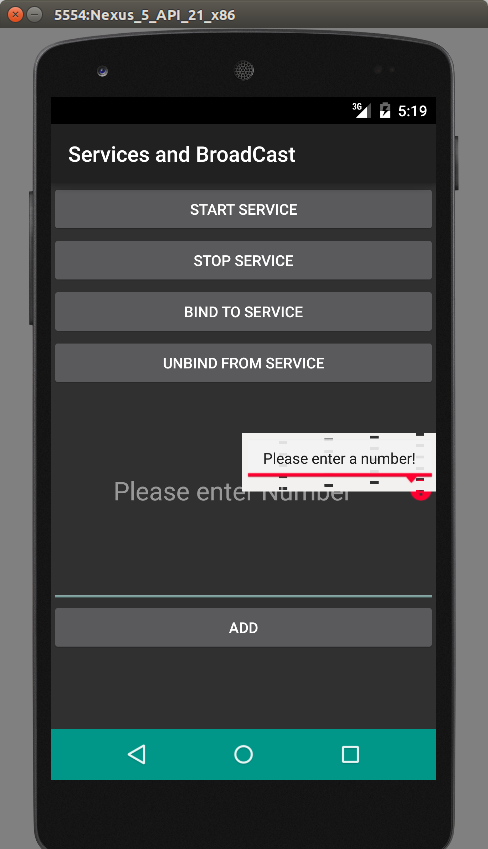 5554:Nexus_5_API_21_x86
3G 5:19
Services and BroadCast
START SERVICE
STOP SERVICE
BIND TO SERVICE
UNBIND FROM SERVICE
Please enter a number!
Please enter Number
ADD